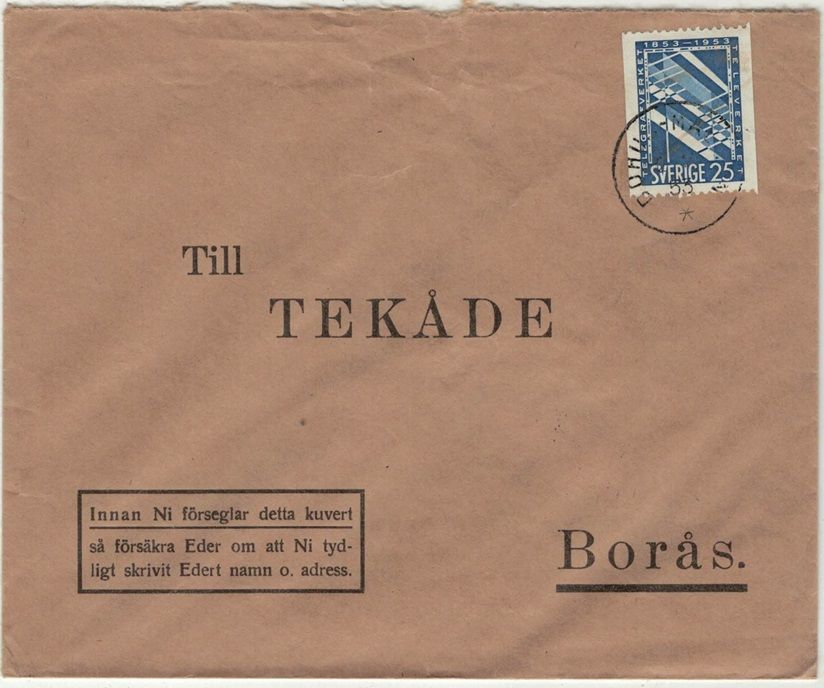 1853–1953
TELEGRAFVERKET
TELEVERKET
SVERIGE 25
53
Till
TEKÅDE
Innan Ni förseglar detta kuvert
så försäkra Eder om att Ni tyd-
ligt skrivit Edert namn o. adress.
Borås.